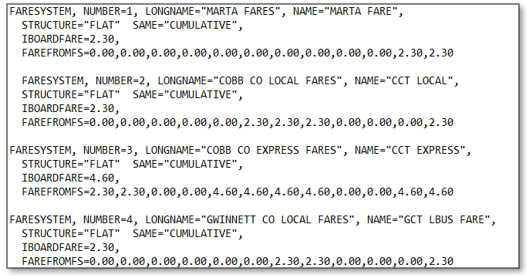 FARESYSTEM, NUMBER=1, LONGNAME="MARTA FARES", NAME="MARTA FARE",
STRUCTURE="FLAT" SAME="CUMULATIVE",
IBOARDFARE=2.30,
FAREFROMFS=0.00,0.00,0.00,0.00,0.00,0.00,0.00,0.00,0.00,0.00,2.30,2.30
FARESYSTEM, NUMBER=2, LONGNAME="COBB CO LOCAL FARES", NAME="CCT LOCAL",
STRUCTURE="FLAT" SAME="CUMULATIVE",
IBOARDFARE=2.30,
FAREFROMFS=0.00,0.00,0.00,0.00,0.00,2.30,2.30,2.30,0.00,0.00,0.00,2.30
FARESYSTEM, NUMBER=3, LONGNAME="COBB CO EXPRESS FARES", NAME="CCT EXPRESS",
STRUCTURE="FLAT" SAME="CUMULATIVE",
IBOARDFARE=4.60,
FAREFROMFS=2.30,2.30,0.00,0.00,4.60,4.60,4.60,4.60,0.00,0.00,4.60,4.60
FARESYSTEM, NUMBER=4, LONGNAME="GWINNETT CO LOCAL FARES", NAME="GCT LBUS FARE",
STRUCTURE="FLAT" SAME="CUMULATIVE",
IBOARDFARE=2.30,
FAREFROMFS=0.00,0.00,0.00,0.00,0.00,0.00,2.30,2.30,0.00,0.00,0.00,2.30